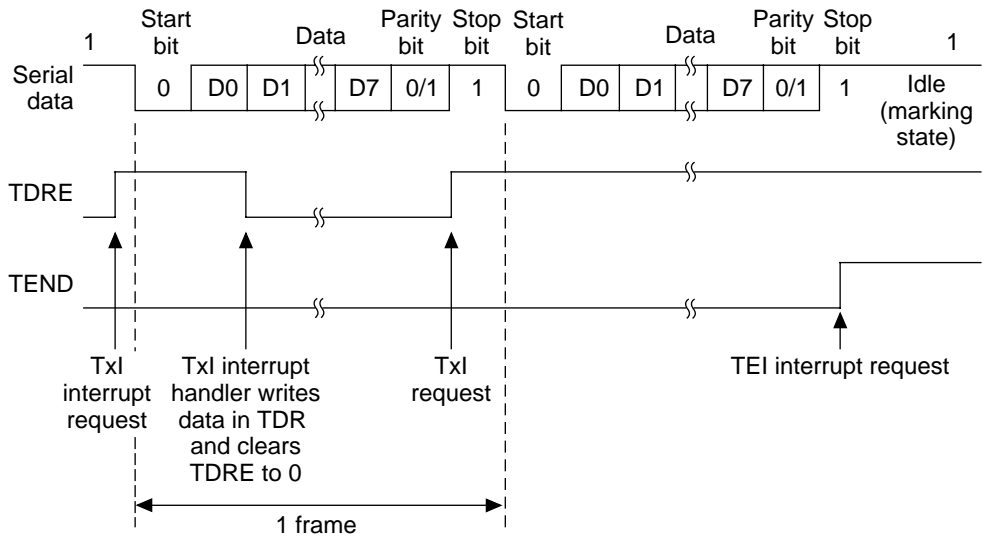 1
Start
bit
Data
Parity
bit
Stop
bit
Start
bit
Data
Parity
bit
Stop
bit
1
Serial
data
0 D0 D1 D7 0/1 1 0 D0 D1 D7 0/1 1
Idle
(marking
state)
TDRE
TEND
TxI
interrupt
request
TxI interrupt
handler writes
data in TDR
and clears
TDRE to 0
TxI
request
TEI interrupt request
1 frame